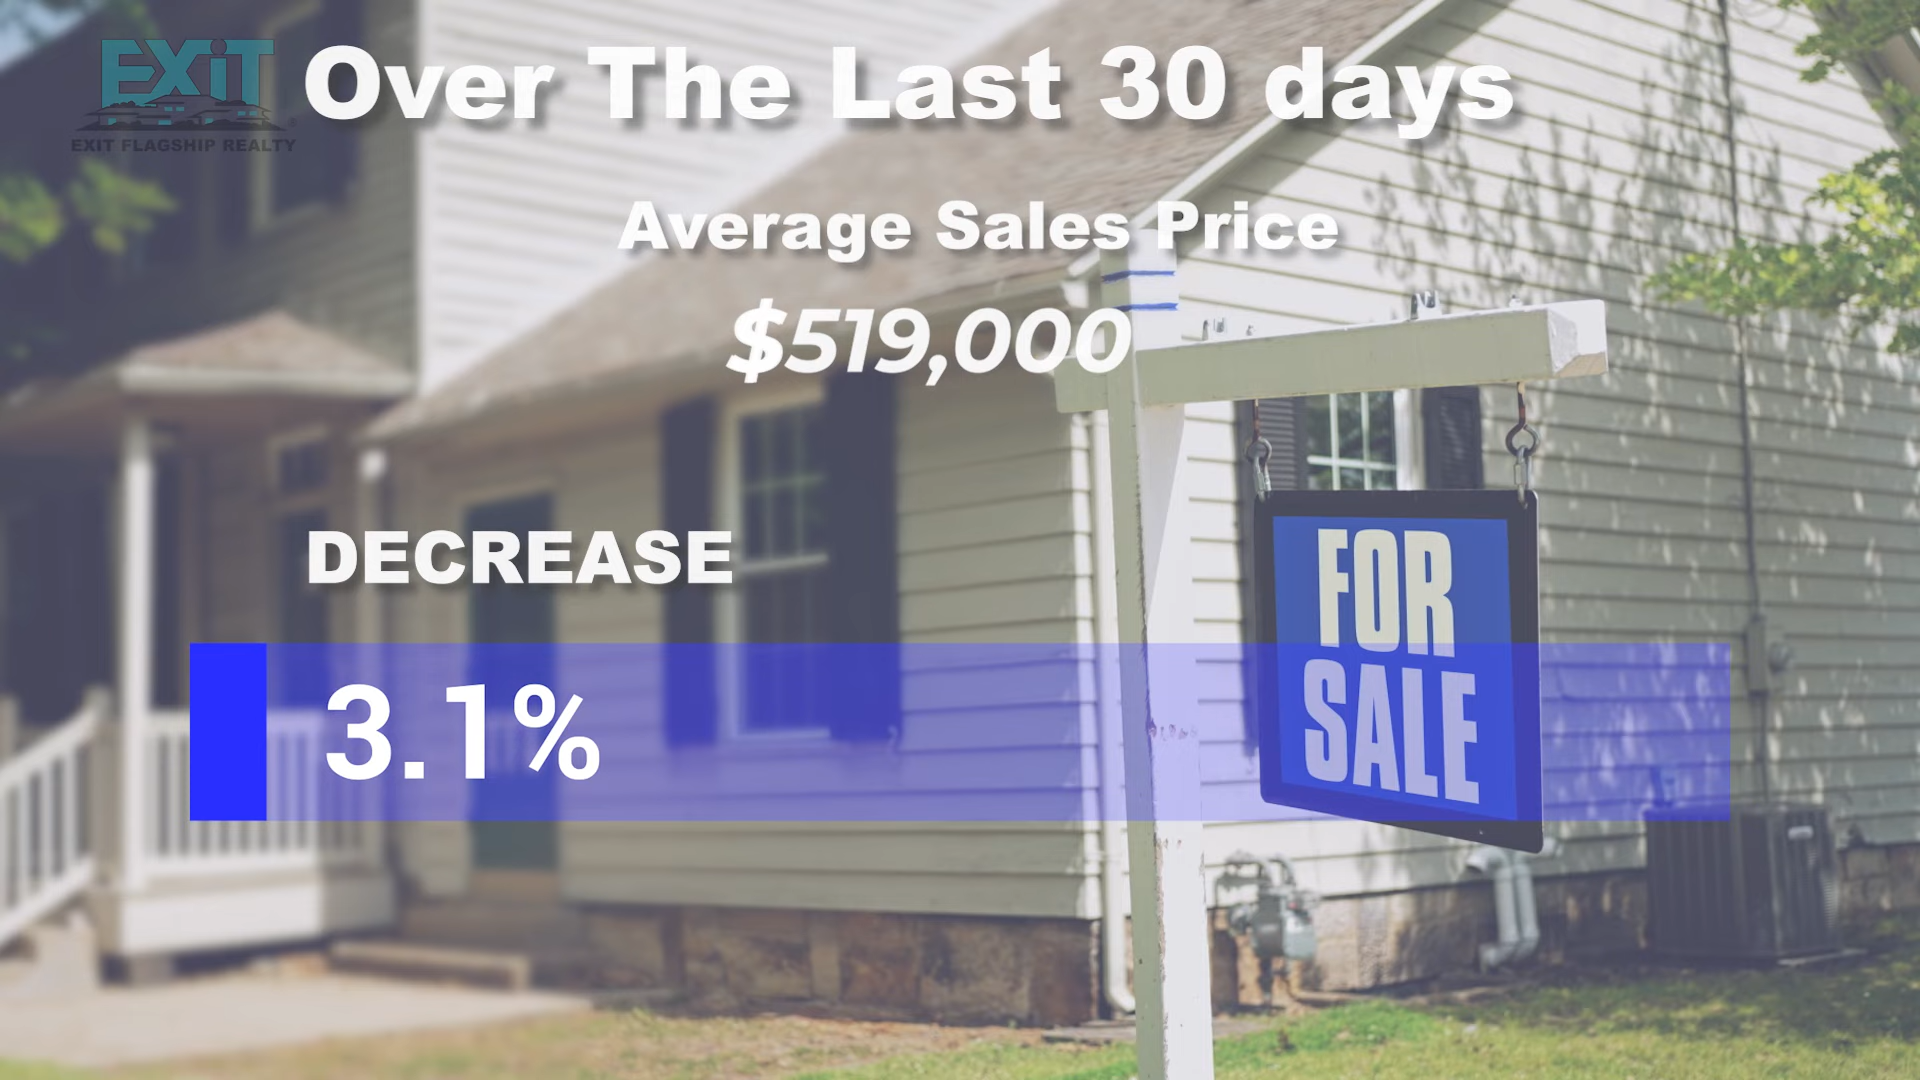 EXiT
EXIT FLAGSHIP REALTY
Over The Last 30 days
Average Sales Price
$519,000
DECREASE
3.1%
FOR
SALE